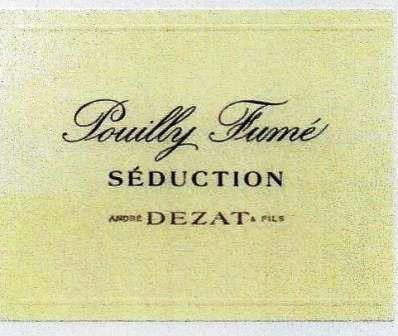 Pouilly Fumé
SÉDUCTION
ANDRÉ DEZAT & FILS